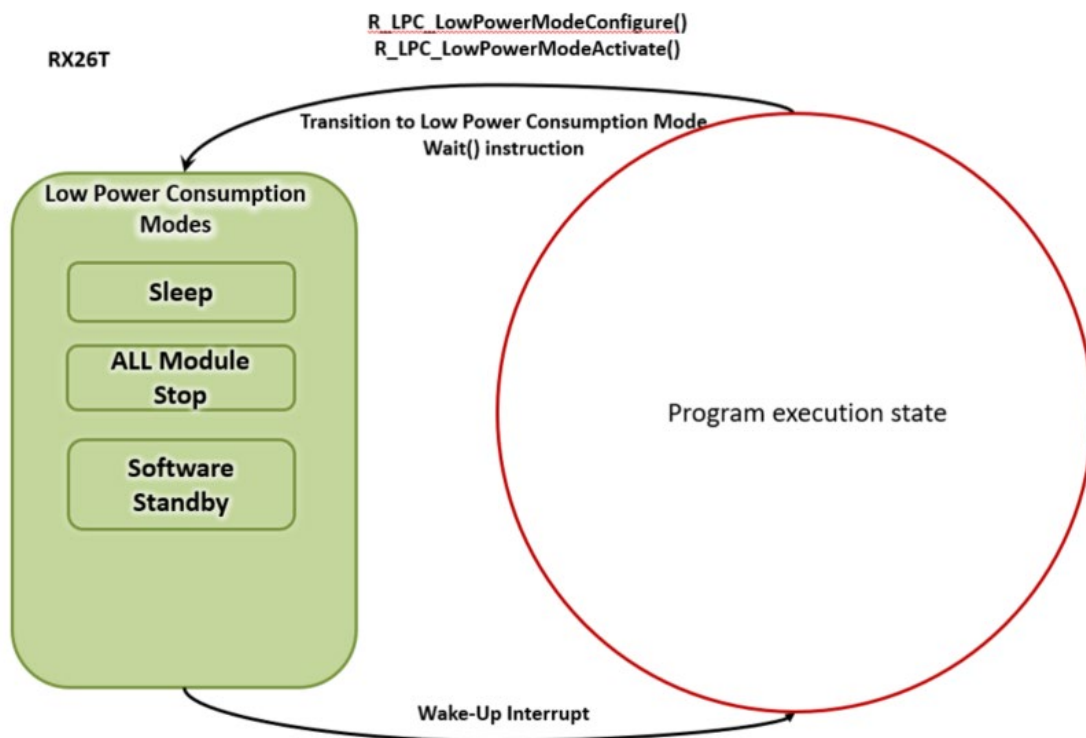 R_LPC_LowPowerModeConfigure()
R_LPC_LowPowerModeActivate()
RX26T
Transition to Low Power Consumption Mode
Wait() instruction
Low Power Consumption
Modes
Sleep
ALL Module
Stop
Software
Standby
Program execution state
Wake-Up Interrupt